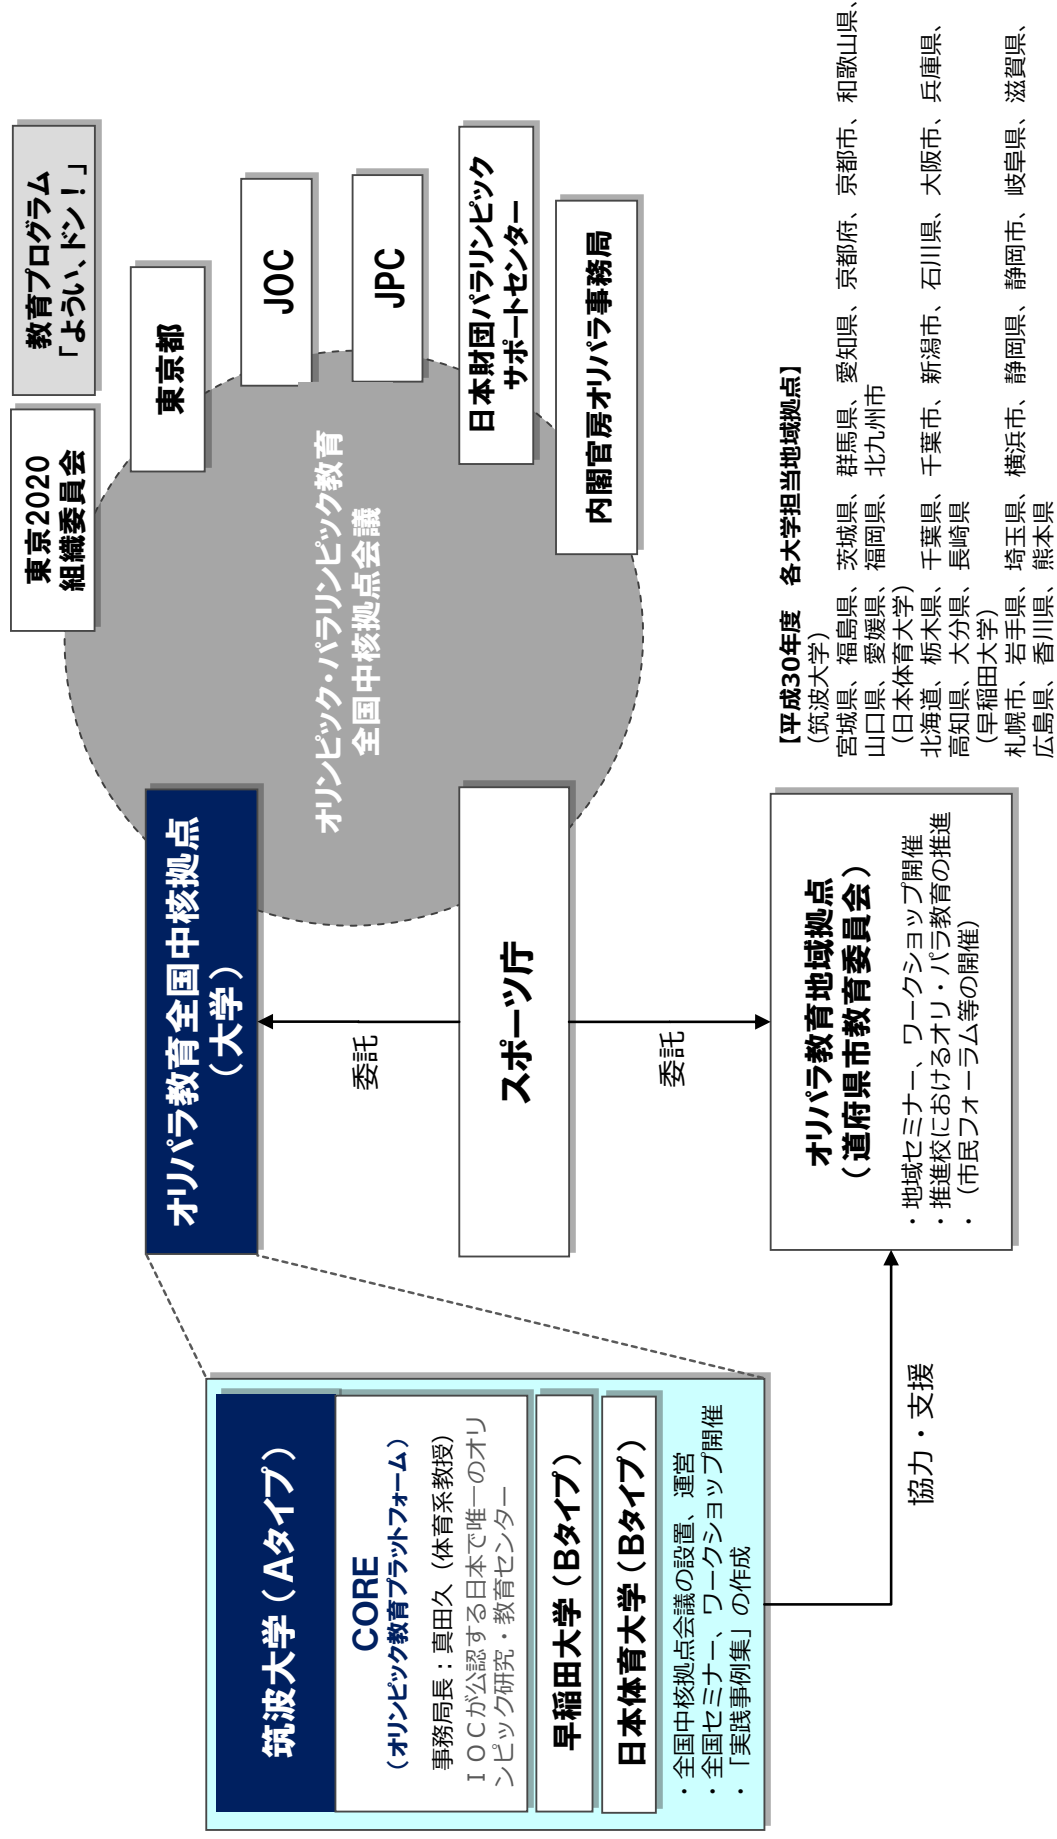 筑波大学（Aタイプ）
CORE
（オリンピック教育プラットフォーム）
事務局長：真田久（体育系教授）
ＩＯＣが公認する日本で唯一のオリ
ンピック研究・教育センター
早稲田大学（Bタイプ）
日本体育大学（Bタイプ）
・全国中核拠点会議の設置、運営
・全国セミナー、ワークショップ開催
・「実践事例集」の作成
オリパラ教育全国中核拠点
（大学）
委託
スポーツ庁
委託
オリパラ教育地域拠点
（道府県市教育委員会）
・地域セミナー、ワークショップ開催
・推進校におけるオリ・パラ教育の推進
・（市民フォーラム等の開催）
協力・支援
オリンピック・パラリンピック教育
全国中核拠点会議
東京2020
組織委員会
教育プログラム
「ようい、ドン！」
東京都
JOC
JPC
日本財団パラリンピック
サポートセンター
内閣官房オリパラ事務局
【平成30年度　各大学担当地域拠点】
（筑波大学）
宮城県、福島県、茨城県、群馬県、愛知県、京都府、京都市、和歌山県、
山口県、愛媛県、福岡県、北九州市
（日本体育大学）
北海道、栃木県、千葉県、千葉市、新潟市、石川県、大阪市、兵庫県、
高知県、大分県、長崎県
（早稲田大学）
札幌市、岩手県、埼玉県、横浜市、静岡県、静岡市、岐阜県、滋賀県、
広島県、香川県、熊本県